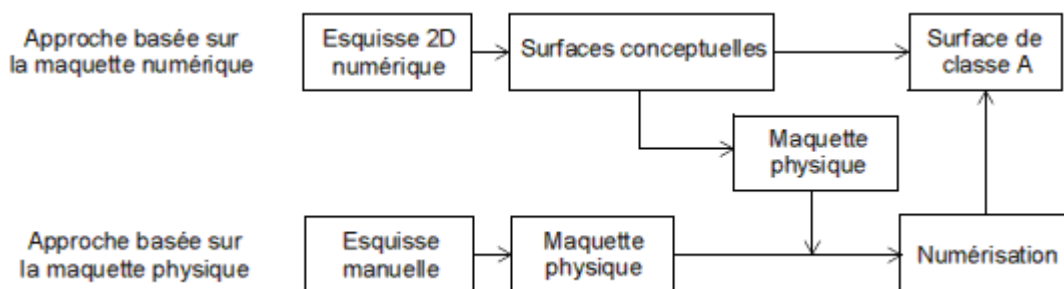 Approche basée sur
la maquette numérique
Esquisse 2D
numérique
Surfaces conceptuelles
Surface de
classe A
Maquette
physique
Approche basée sur
la maquette physique
Esquisse
manuelle
Maquette
physique
Numérisation